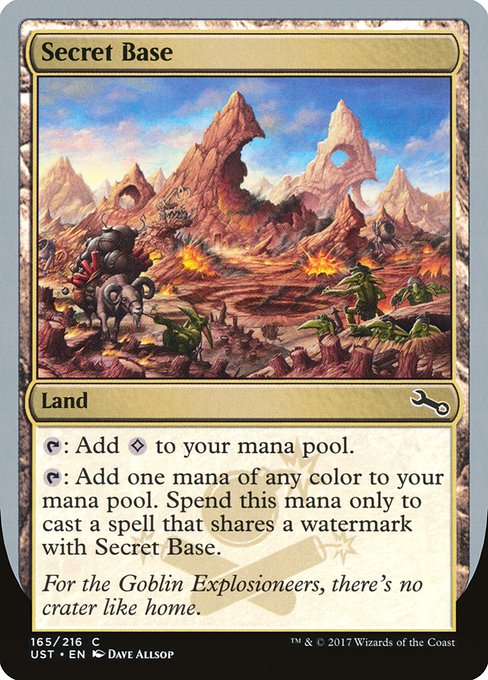 Secret Base
Land
: Add to your mana pool.
: Add one mana of any color to your
mana pool. Spend this mana only to
cast a spell that shares a watermark
with Secret Base.
For the Goblin Explosioneers, there's no
crater like home.
165/216 C
UST • EN Dave Allsop
™ & © 2017 Wizards of the Coast